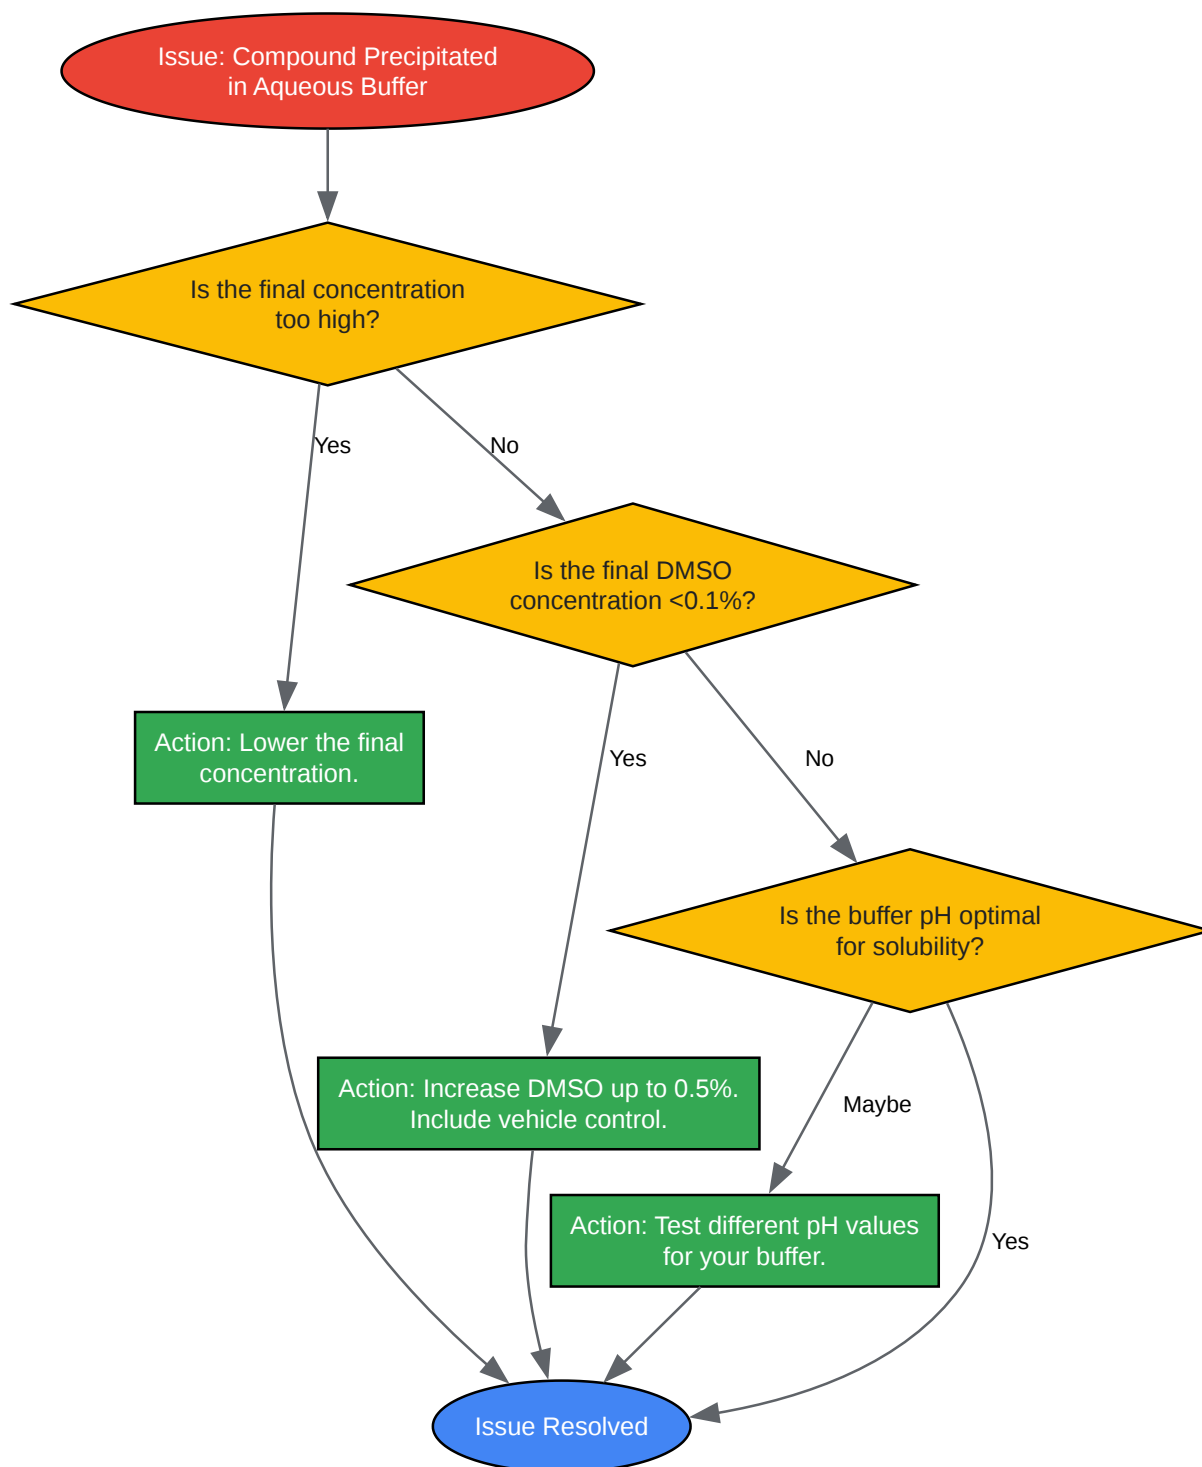 Issue: Compound Precipitated
in Aqueous Buffer
Is the final concentration
too high?
Yes
No
Is the final DMSO
concentration <0.1%?
Action: Lower the final
concentration.
Yes
No
Is the buffer pH optimal
for solubility?
Action: Increase DMSO up to 0.5%.
Include vehicle control.
Maybe
Action: Test different pH values
for your buffer.
Yes
Issue Resolved